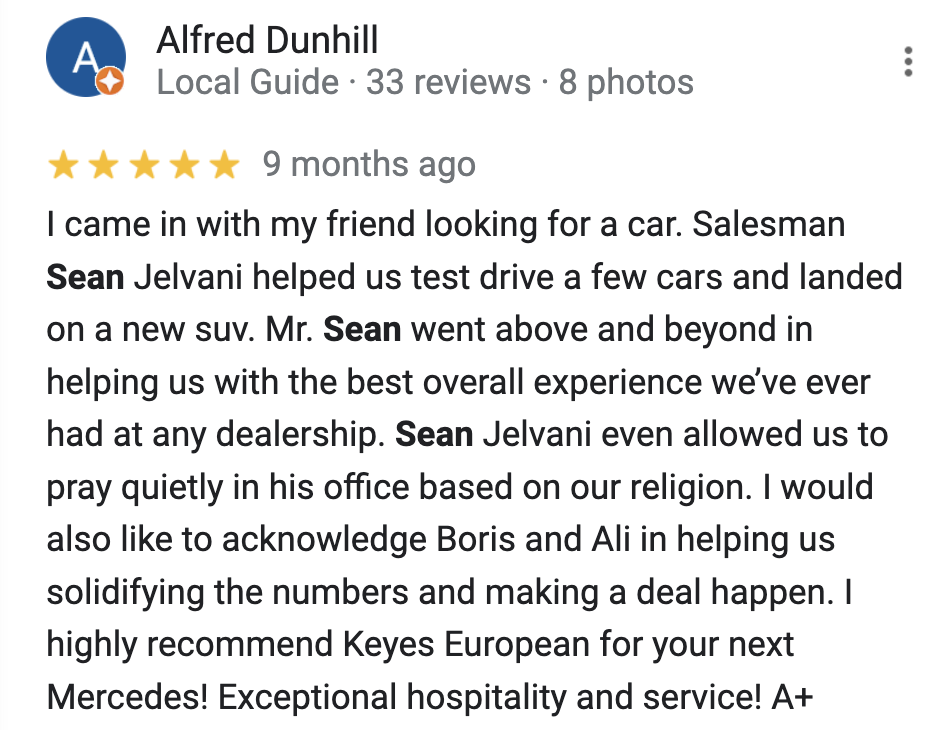 A
Alfred Dunhill
Local Guide · 33 reviews · 8 photos
9 months ago
I came in with my friend looking for a car. Salesman
Sean Jelvani helped us test drive a few cars and landed
on a new suv. Mr. Sean went above and beyond in
helping us with the best overall experience we’ve ever
had at any dealership. Sean Jelvani even allowed us to
pray quietly in his office based on our religion. I would
also like to acknowledge Boris and Ali in helping us
solidifying the numbers and making a deal happen. I
highly recommend Keyes European for your next
Mercedes! Exceptional hospitality and service! A+